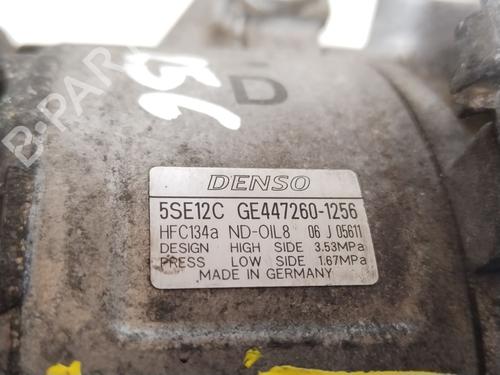 D
DENSO
5SE12C GE447260-1256
HFC134a ND-OIL8 06 J 05611
DESIGN HIGH SIDE 3.53MPa
PRESS LOW SIDE 1.67MPa
MADE IN GERMANY
B-PARTS